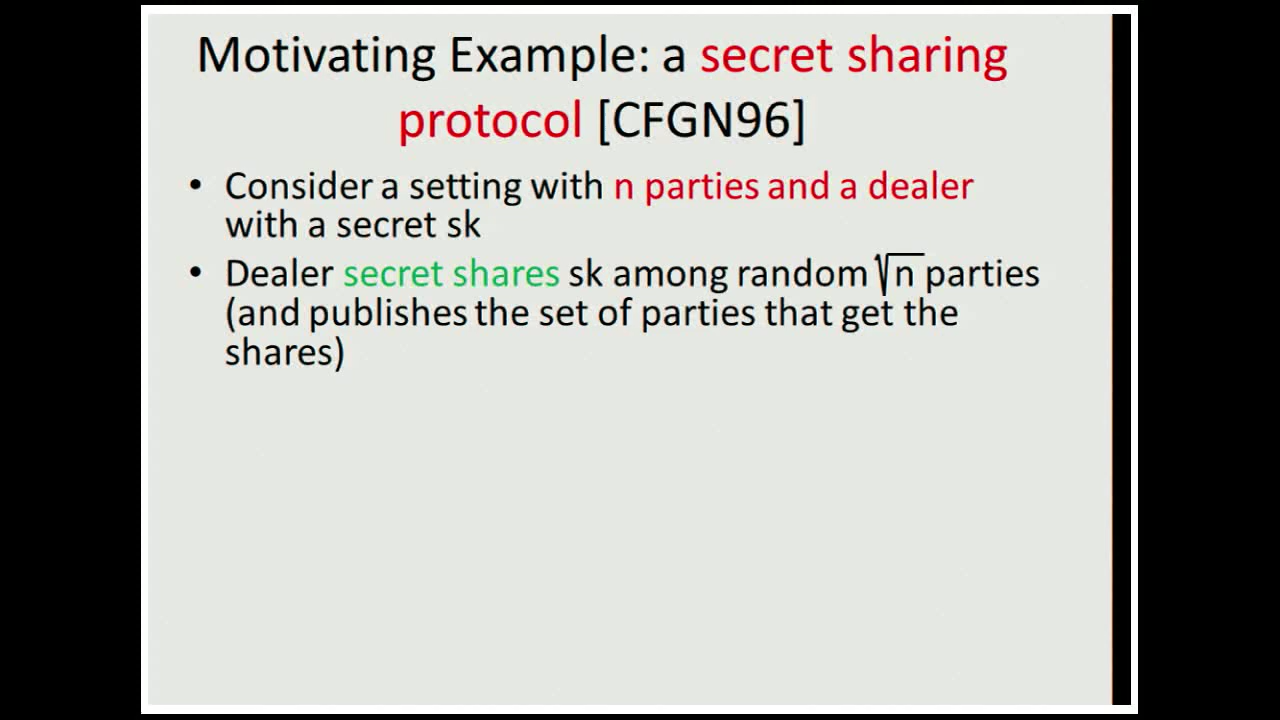 Motivating Example: a secret sharing
protocol [CFGN96]
• Consider a setting with n parties and a dealer
with a secret sk
• Dealer secret shares sk among random √n parties
(and publishes the set of parties that get the
shares)